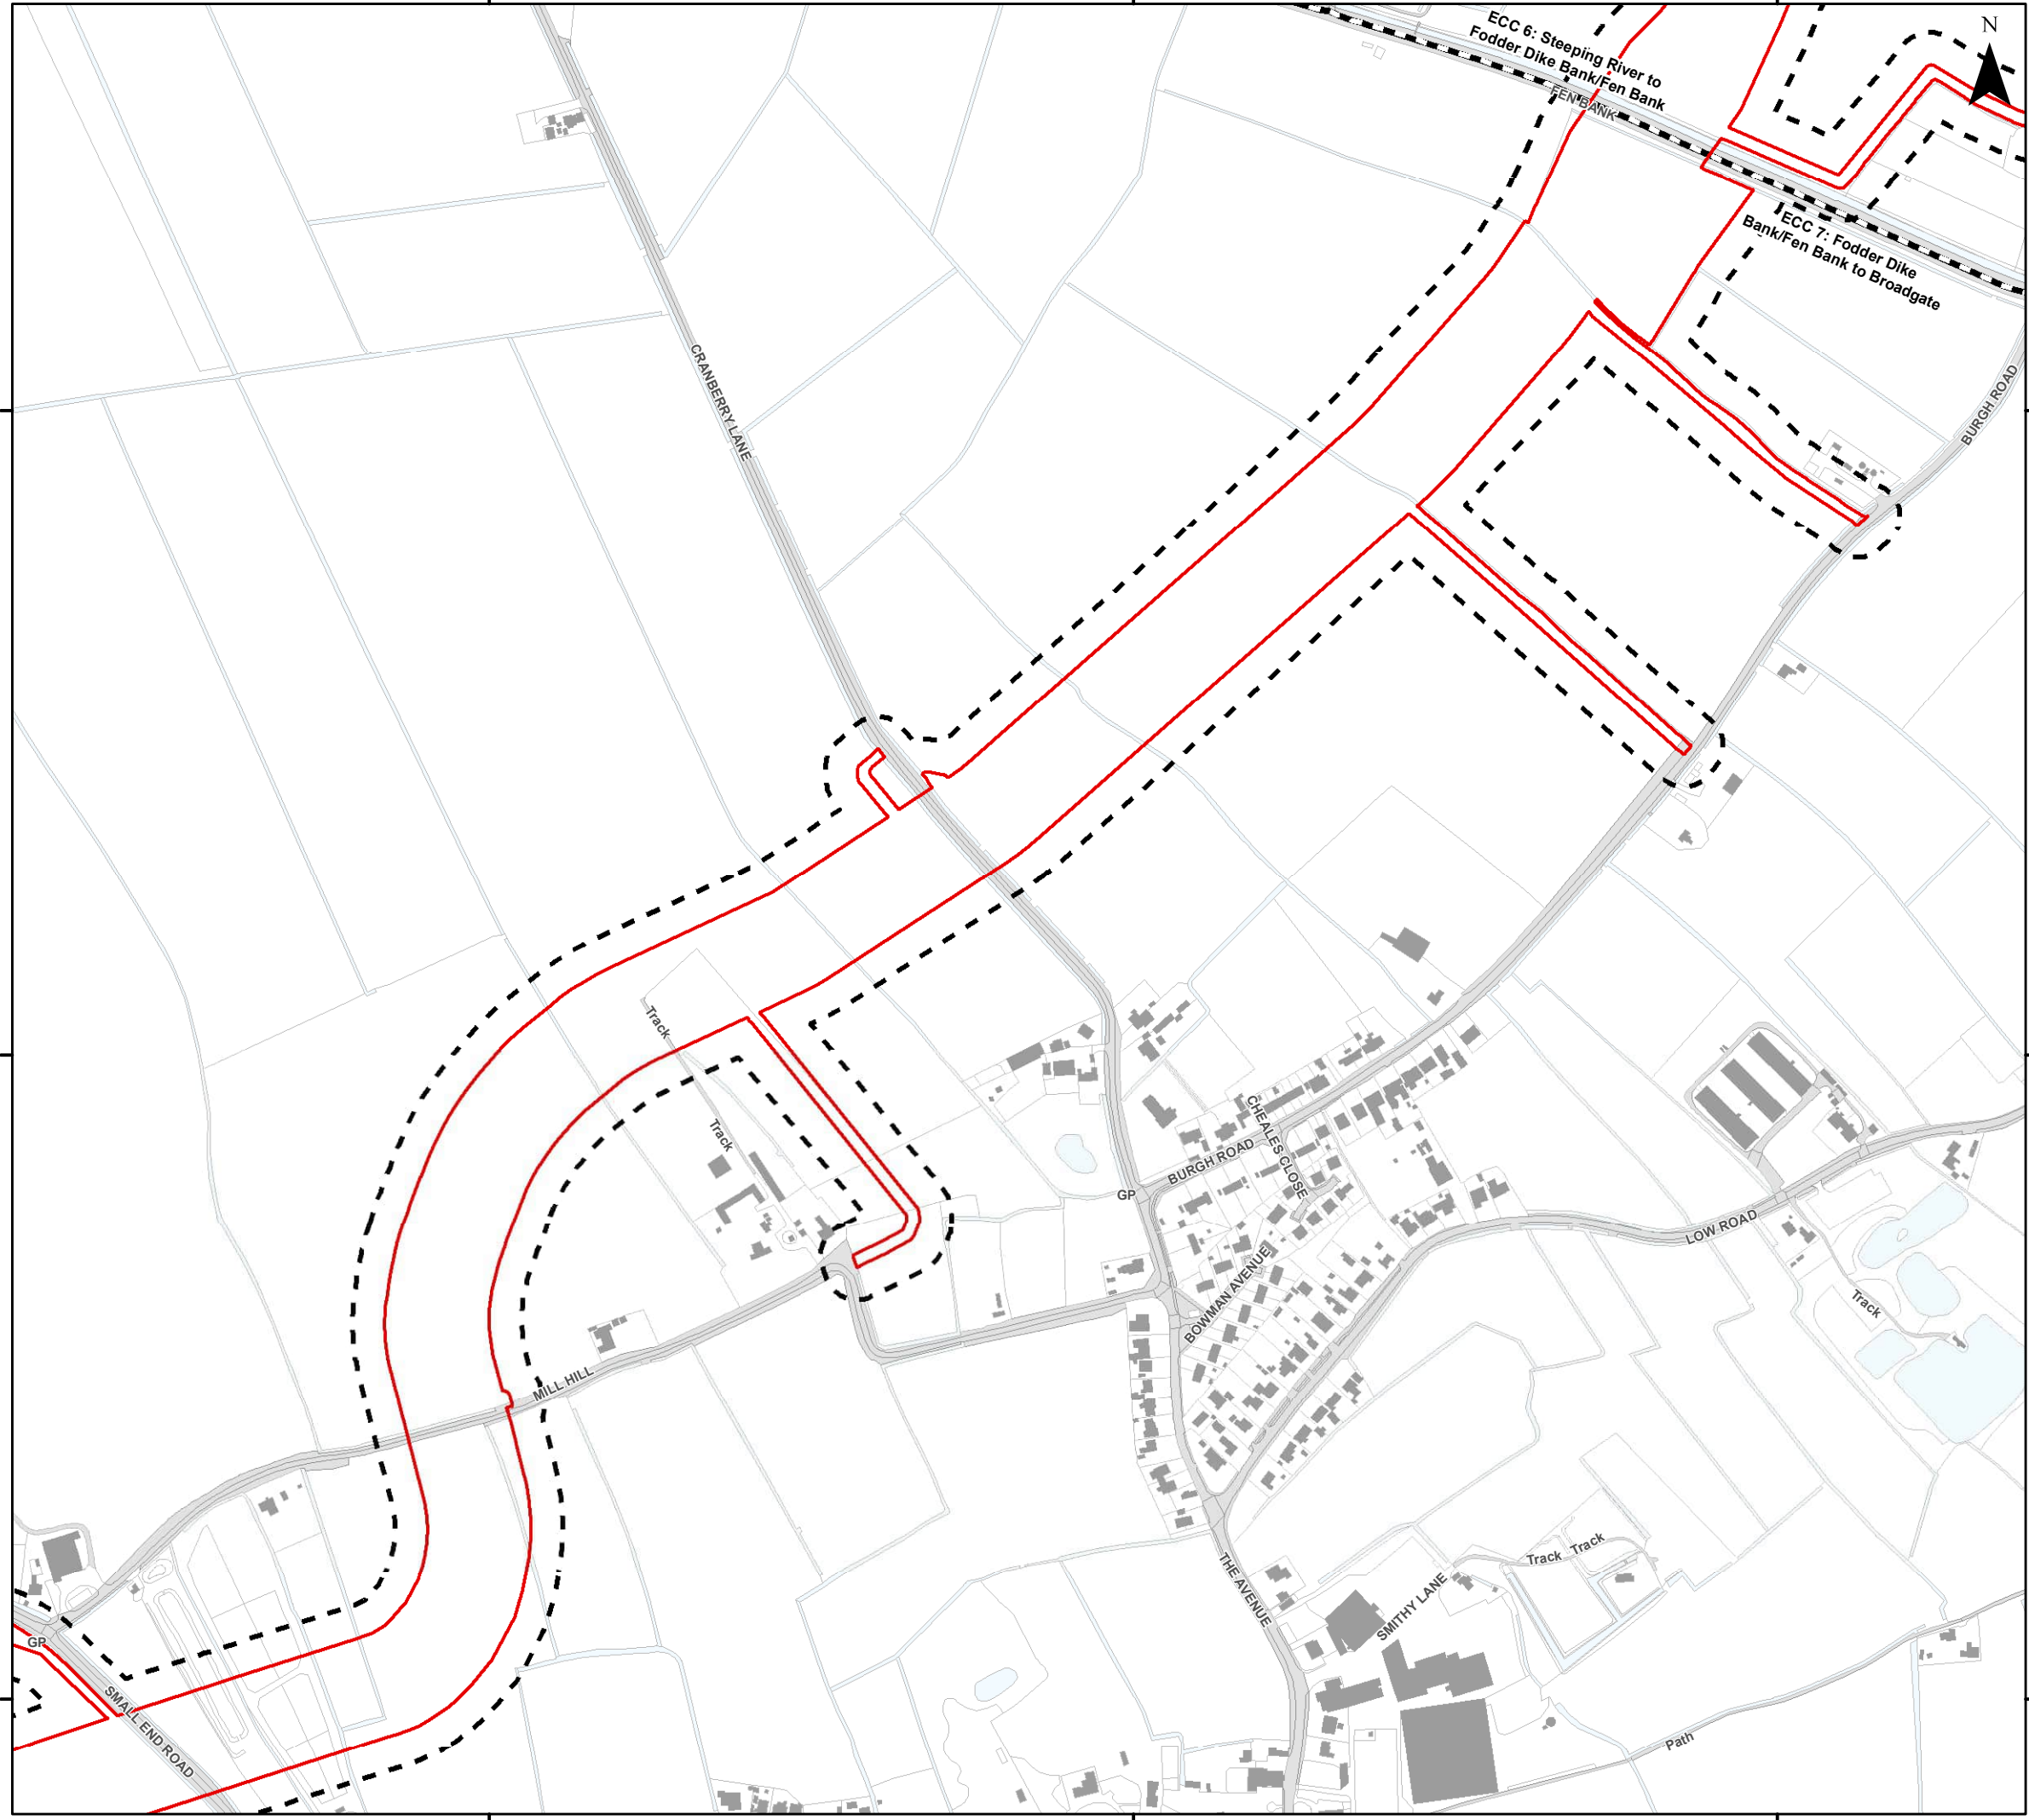 N
ECC 6: Steeping River to
Fodder Dike Bank/Fen Bank
FEN BANK
ECC 7: Fodder Dike
Bank/Fen Bank to Broadgate
CRANBERRY LANE
BURGH ROAD
Track
Track
CHEALES CLOSE
BURGH ROAD
GP
LOW ROAD
BOWMAN AVENUE
Track
MILL HILL
THE AVENUE
SMITHY LANE
Track
Track
GP
SMALL END ROAD
Path